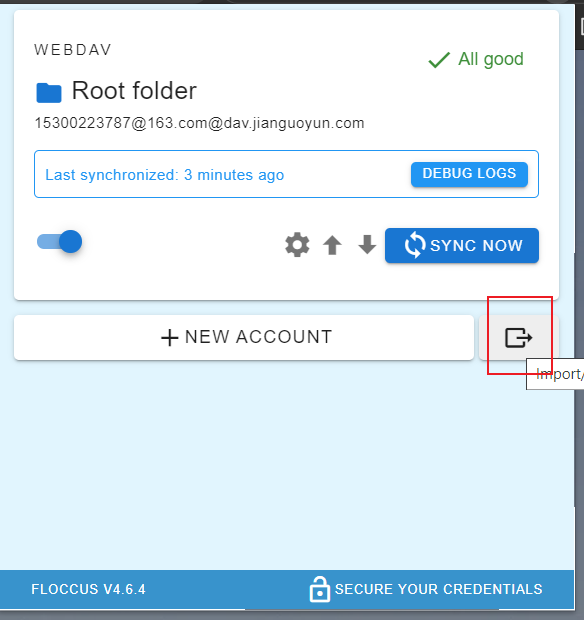 WEBDAV
All good
Root folder
15300223787@163.com@dav.jianguoyun.com
Last synchronized: 3 minutes ago
DEBUG LOGS
SYNC NOW
NEW ACCOUNT
Import/
FLOCCUS V4.6.4
SECURE YOUR CREDENTIALS